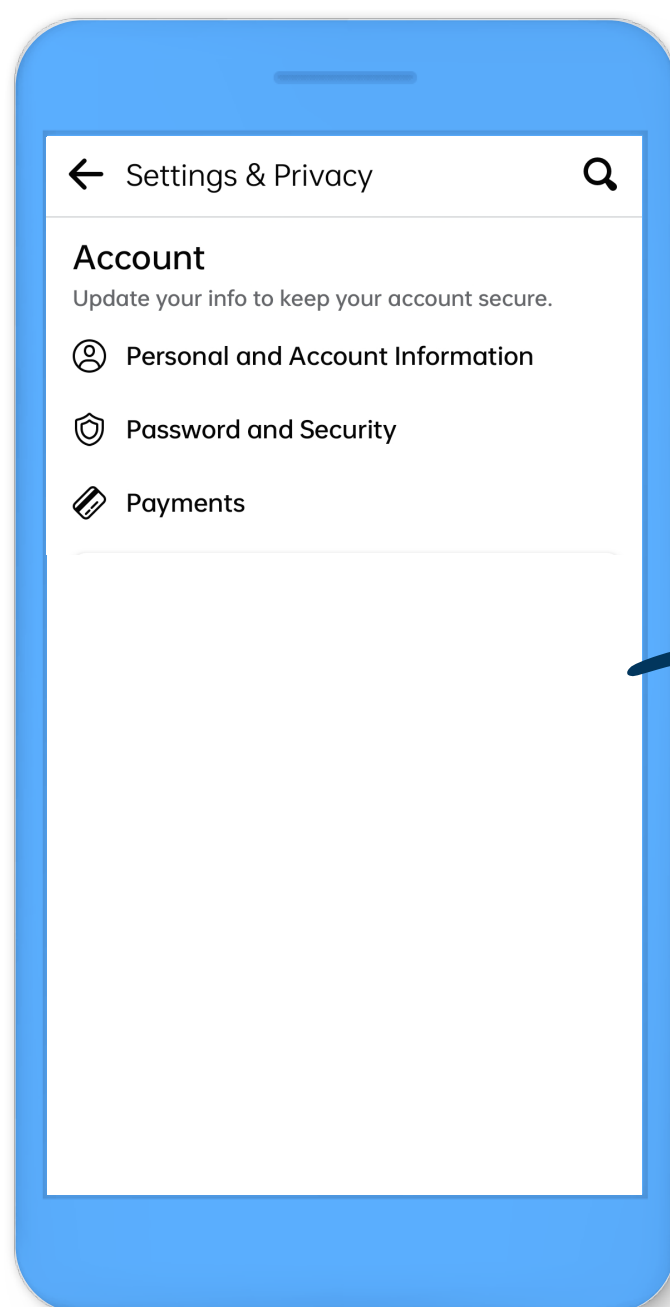 Settings & Privacy
Account
Update your info to keep your account secure.
Personal and Account Information
Password and Security
Payments